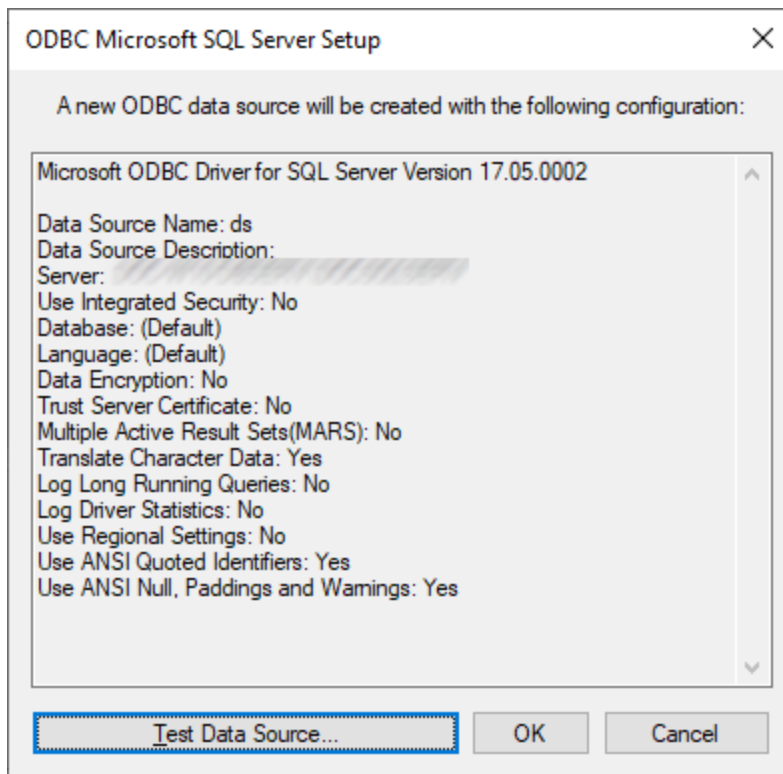 ODBC Microsoft SQL Server Setup
A new ODBC data source will be created with the following configuration:
Microsoft ODBC Driver for SQL Server Version 17.05.0002
Data Source Name: ds
Data Source Description:
Server:
Use Integrated Security: No
Database: (Default)
Language: (Default)
Data Encryption: No
Trust Server Certificate: No
Multiple Active Result Sets(MARS): No
Translate Character Data: Yes
Log Long Running Queries: No
Log Driver Statistics: No
Use Regional Settings: No
Use ANSI Quoted Identifiers: Yes
Use ANSI Null, Paddings and Warnings: Yes
Test Data Source... OK Cancel